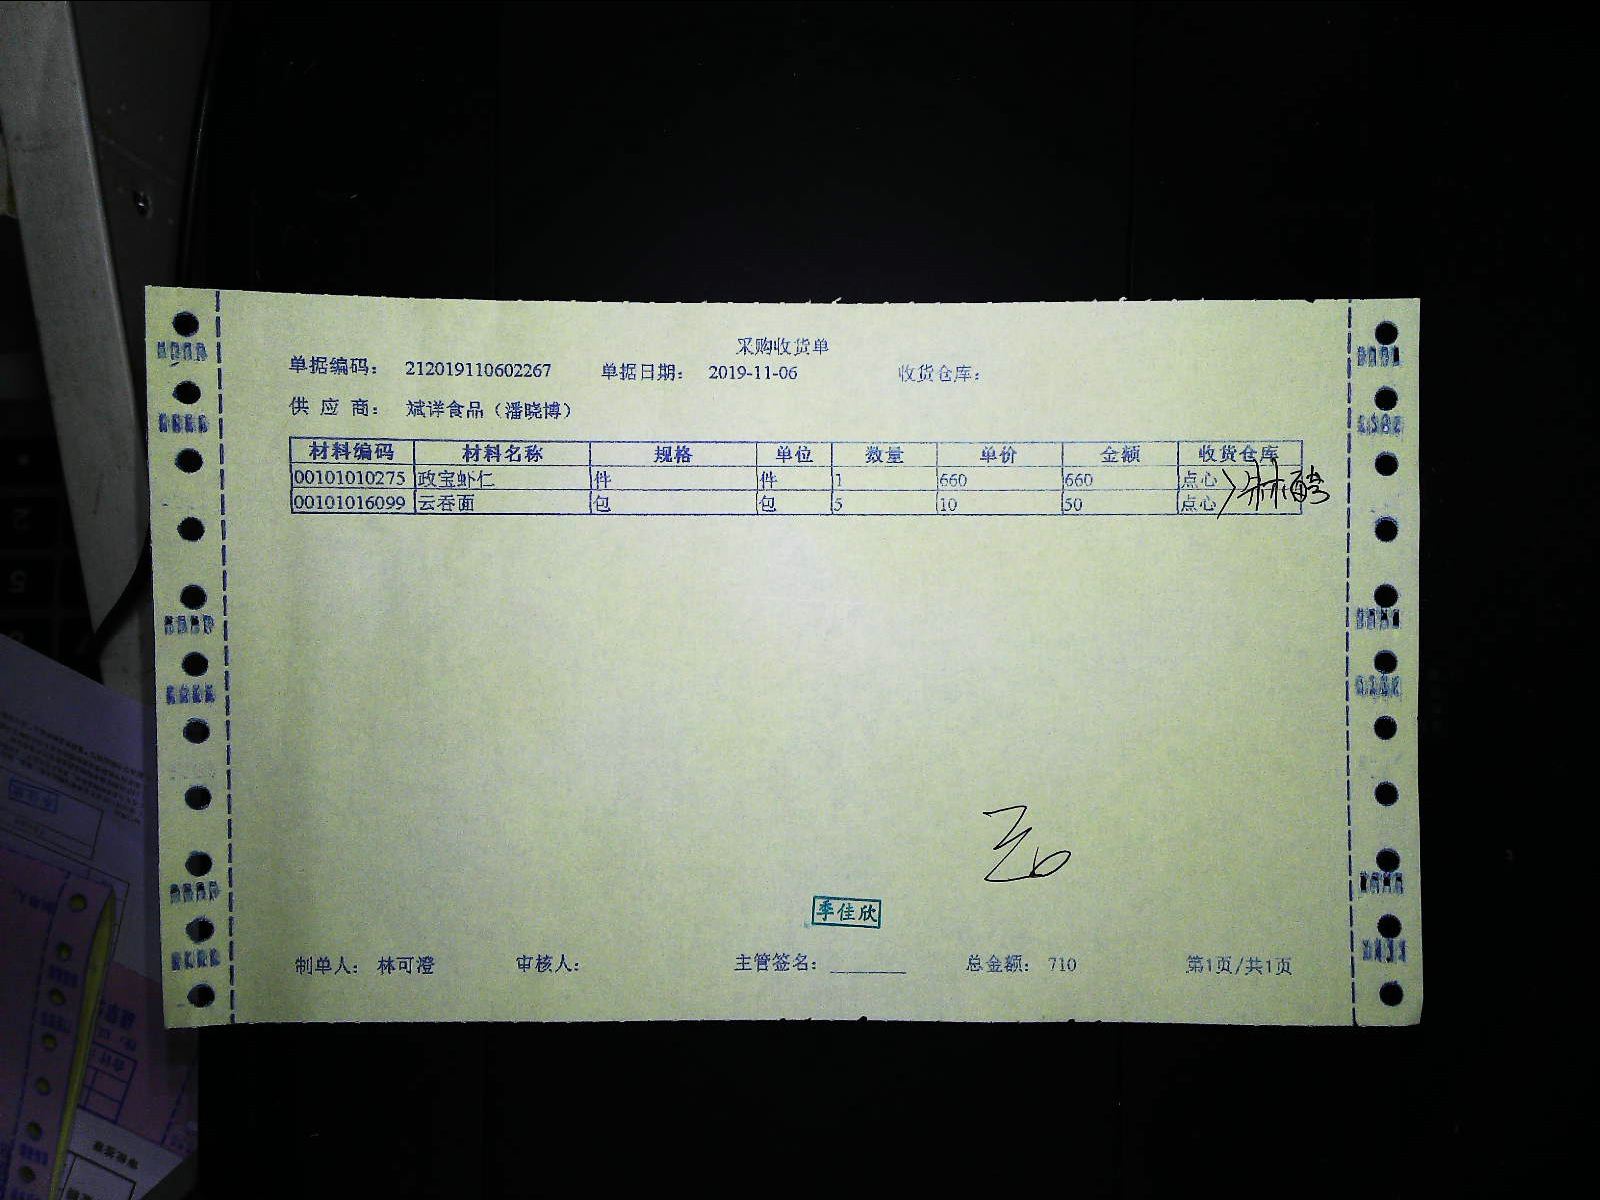 采购收货单
单据编码： 212019110602267 单据日期： 2019-11-06 收货仓库：
供 应 商： 斌详食品（潘晓博）
材料编码 材料名称 规格 单位 数量 单价 金额 收货仓库
00101010275 政宝虾仁 件 件 1 660 660 点心
00101016099 云吞面 包 包 5 10 50 点心
季佳欣
制单人： 林可澄 审核人： 主管签名： 总金额： 710 第1页/共1页